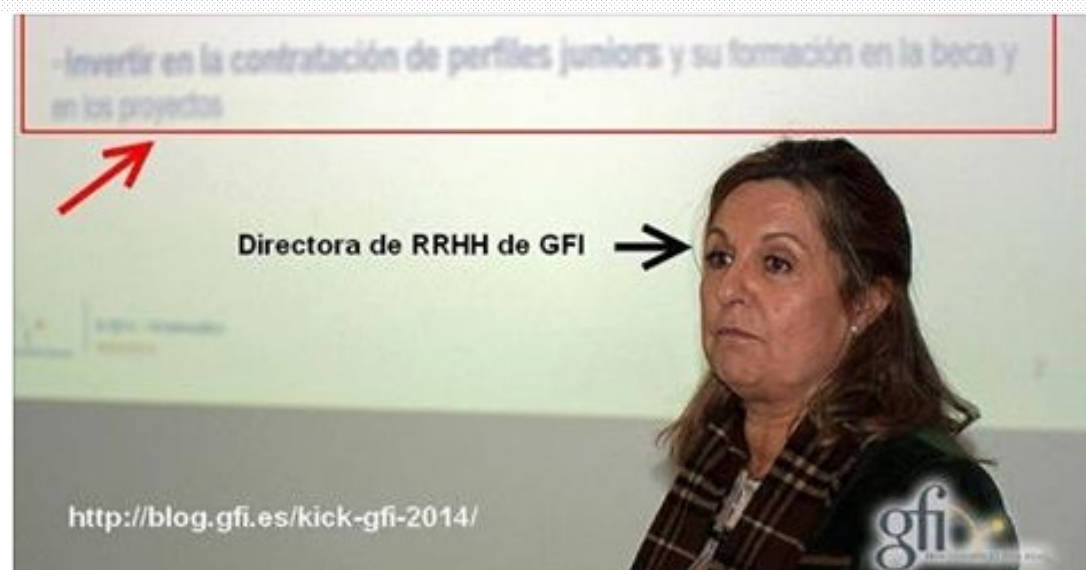 -Invertir en la contratación de perfiles juniors y su formación en la beca y
en los proyectos
Directora de RRHH de GFI
http://blog.gfi.es/kick-gfi-2014/
gfi